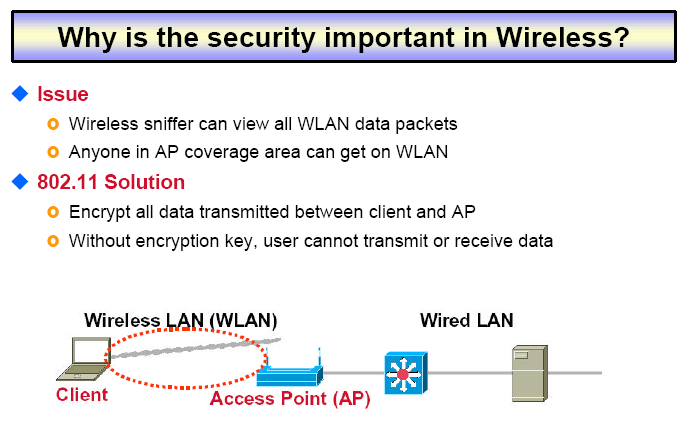 Why is the security important in Wireless?
Issue
Wireless sniffer can view all WLAN data packets
Anyone in AP coverage area can get on WLAN
802.11 Solution
Encrypt all data transmitted between client and AP
Without encryption key, user cannot transmit or receive data
Wireless LAN (WLAN)
Wired LAN
Client
Access Point (AP)